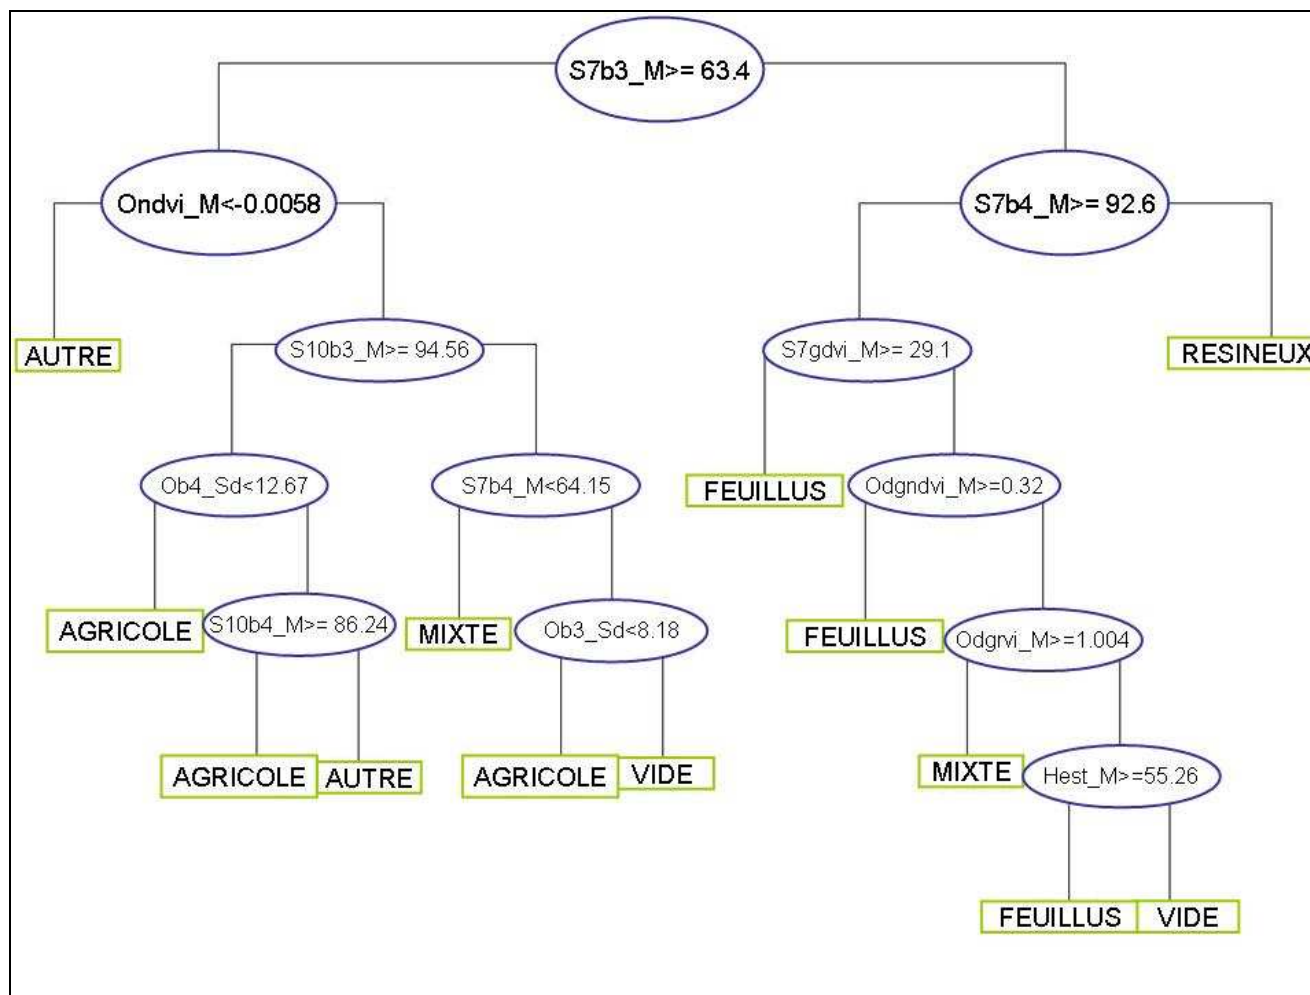 S7b3_M>= 63.4
Ondvi_M<-0.0058
S7b4_M>= 92.6
AUTRE
S10b3_M>= 94.56
S7gdvi_M>= 29.1
RESINEUX
Ob4_Sd<12.67
S7b4_M<64.15
FEUILLUS
Odgndvi_M>=0.32
AGRICOLE
S10b4_M>= 86.24
MIXTE
Ob3_Sd<8.18
FEUILLUS
Odgrvi_M>=1.004
AGRICOLE
AUTRE
AGRICOLE
VIDE
MIXTE
Hest_M>=55.26
FEUILLUS
VIDE